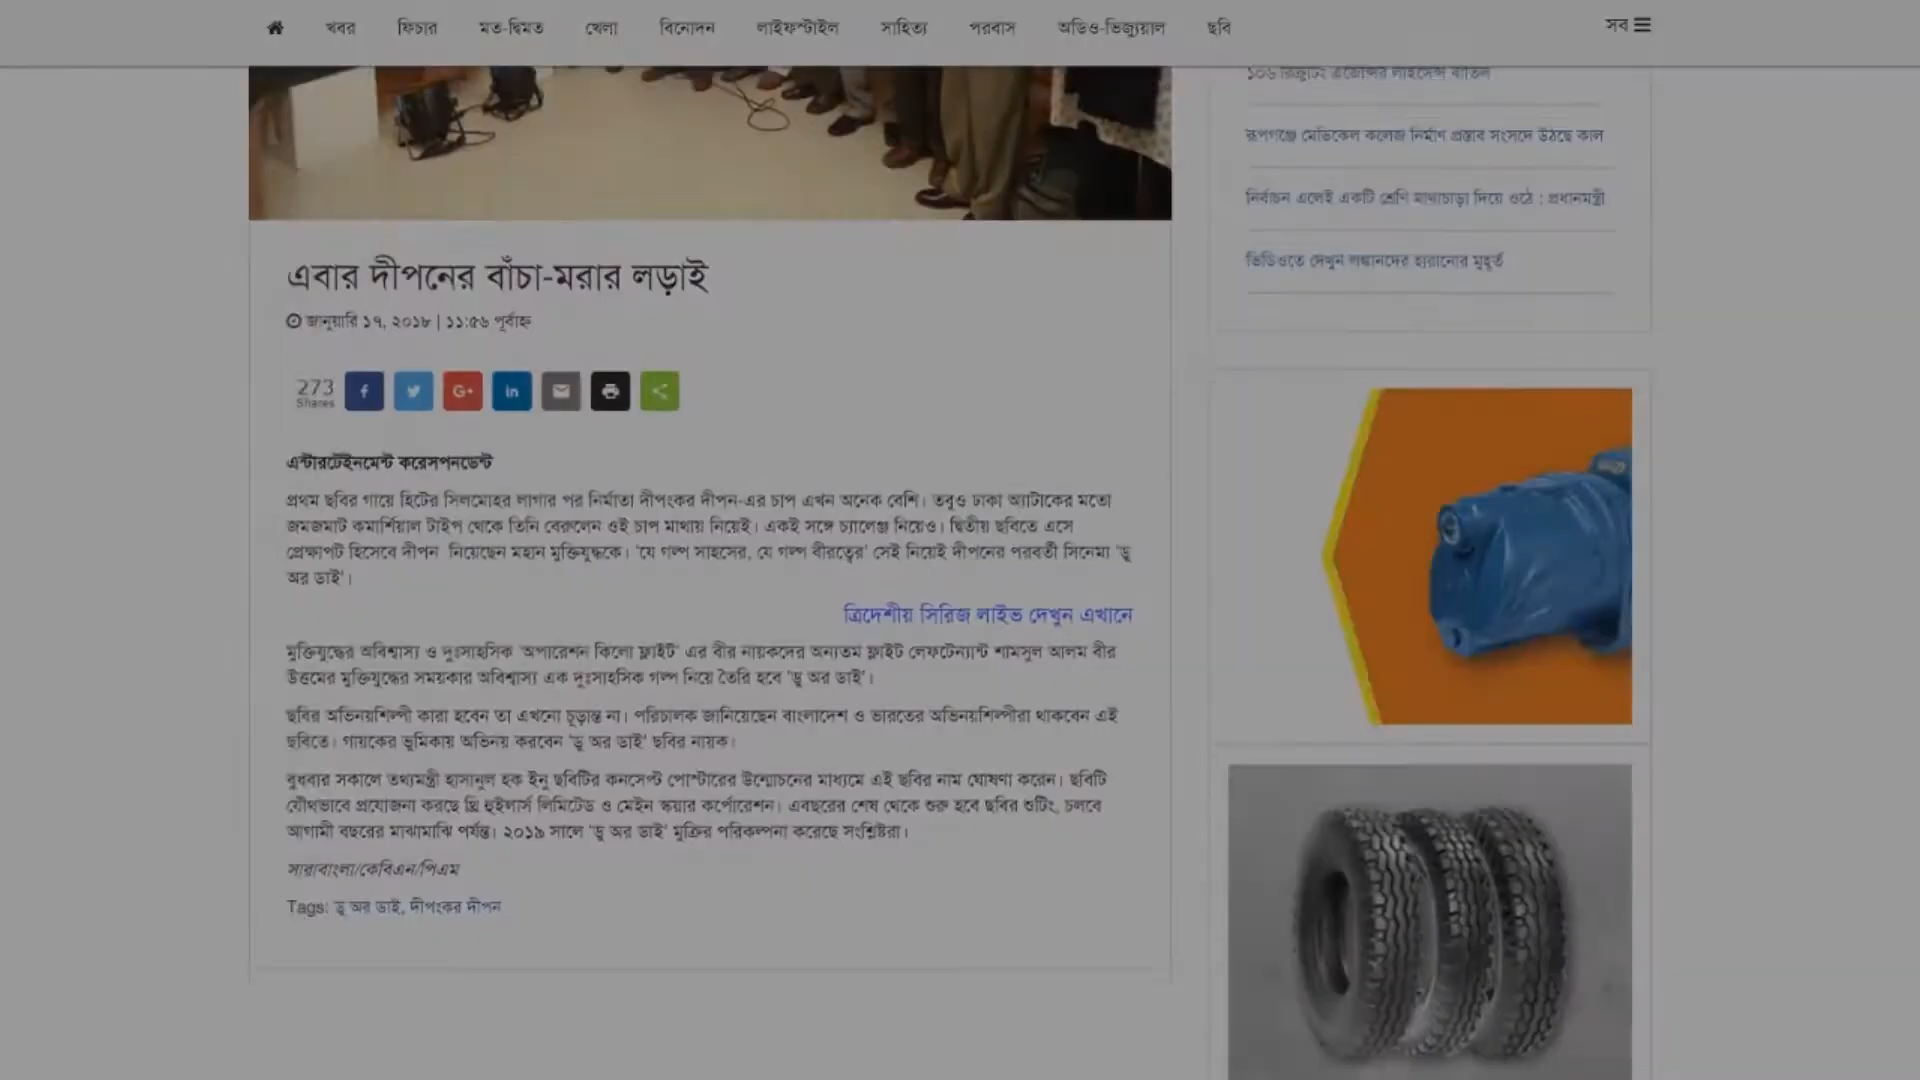 খবর ফিচার মত-দ্বিমত খেলা বিনোদন লাইফস্টাইল সাহিত্য পরবাস অডিও-ভিজ্যুয়াল ছবি সব
১০৬ রিক্রুটিং এজেন্সির লাইসেন্স বাতিল
রূপগঞ্জে মেডিকেল কলেজ নির্মাণ প্রস্তাব সংসদে উঠছে কাল
নির্বাচন এলেই একটি শ্রেণি মাথাচাড়া দিয়ে ওঠে : প্রধানমন্ত্রী
ভিডিওতে দেখুন লঙ্কানদের হারানোর মুহূর্ত
এবার দীপনের বাঁচা-মরার লড়াই
জানুয়ারি ১৭, ২০১৮ | ১১:৫৬ পূর্বাহ্ন
273
Shares
এন্টারটেইনমেন্ট করেসপনডেন্ট
প্রথম ছবির গায়ে হিটের সিলমোহর লাগার পর নির্মাতা দীপংকর দীপন-এর চাপ এখন অনেক বেশি। তবুও ঢাকা অ্যাটাকের মতো
জমজমাট কমার্শিয়াল টাইপ থেকে তিনি বেরুলেন ওই চাপ মাথায় নিয়েই। একই সঙ্গে চ্যালেঞ্জ নিয়েও। দ্বিতীয় ছবিতে এসে
প্রেক্ষাপট হিসেবে দীপন নিয়েছেন মহান মুক্তিযুদ্ধকে। ‘যে গল্প সাহসের, যে গল্প বীরত্বের’ সেই নিয়েই দীপনের পরবর্তী সিনেমা ‘ডু
অর ডাই’।
ত্রিদেশীয় সিরিজ লাইভ দেখুন এখানে
মুক্তিযুদ্ধের অবিশ্বাস্য ও দুঃসাহসিক ‘অপারেশন কিলো ফ্লাইট’ এর বীর নায়কদের অন্যতম ফ্লাইট লেফটেন্যান্ট শামসুল আলম বীর
উত্তমের মুক্তিযুদ্ধের সময়কার অবিশ্বাস্য এক দুঃসাহসিক গল্প নিয়ে তৈরি হবে ‘ডু অর ডাই’।
ছবির অভিনয়শিল্পী কারা হবেন তা এখনো চূড়ান্ত না। পরিচালক জানিয়েছেন বাংলাদেশ ও ভারতের অভিনয়শিল্পীরা থাকবেন এই
ছবিতে। গায়কের ভূমিকায় অভিনয় করবেন ‘ডু অর ডাই’ ছবির নায়ক।
বুধবার সকালে তথ্যমন্ত্রী হাসানুল হক ইনু ছবিটির কনসেপ্ট পোস্টারের উন্মোচনের মাধ্যমে এই ছবির নাম ঘোষণা করেন। ছবিটি
যৌথভাবে প্রযোজনা করছে থ্রি হুইলার্স লিমিটেড ও মেইন স্কয়ার কর্পোরেশন। এবছরের শেষ থেকে শুরু হবে ছবির শুটিং, চলবে
আগামী বছরের মাঝামাঝি পর্যন্ত। ২০১৯ সালে ‘ডু অর ডাই’ মুক্তির পরিকল্পনা করেছে সংশ্লিষ্টরা।
সারাবাংলা/কেবিএন/পিএম
Tags: ডু অর ডাই, দীপংকর দীপন